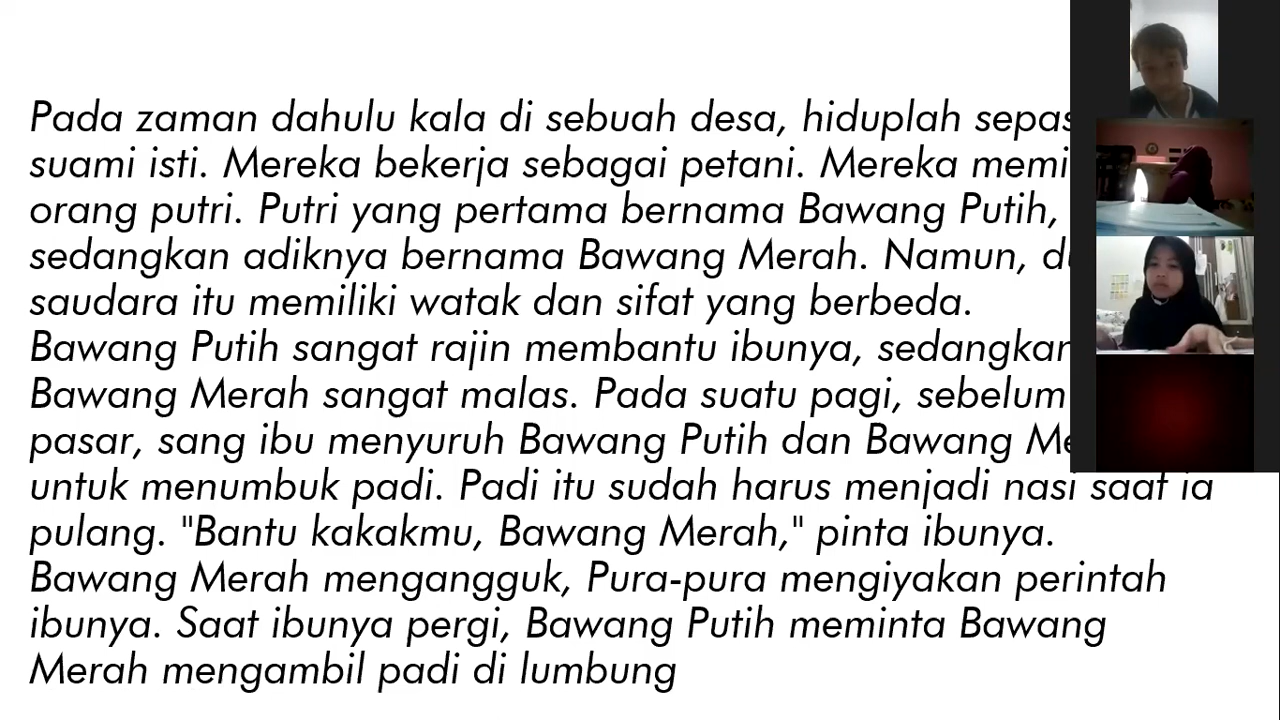 Pada zaman dahulu kala di sebuah desa, hiduplah
suami isti. Mereka bekerja sebagai petani. Mereka
orang putri. Putri yang pertama bernama Bawang Putih,
sedangkan adiknya bernama Bawang Merah. Namun,
saudara itu memiliki watak dan sifat yang berbeda.
Bawang Putih sangat rajin membantu ibunya, sedangkan
Bawang Merah sangat malas. Pada suatu pagi, sebelum
pasar, sang ibu menyuruh Bawang Putih dan Bawang
untuk menumbuk padi. Padi itu sudah harus menjadi nasi saat ia
pulang. "Bantu kakakmu, Bawang Merah," pinta ibunya.
Bawang Merah mengangguk, Pura-pura mengiyakan perintah
ibunya. Saat ibunya pergi, Bawang Putih meminta Bawang
Merah mengambil padi di lumbung